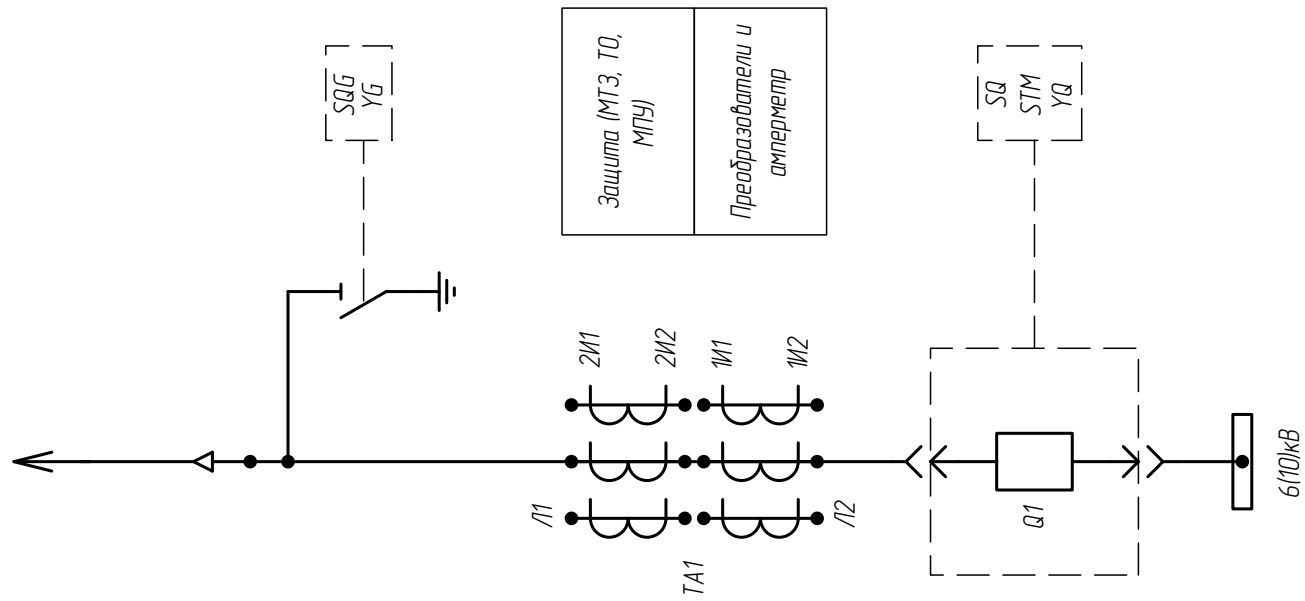 SQG
YG
Защита (МТЗ, ТО,
МПУ)
Преобразователи и
амперметр
SQ
STM
YQ
2И1
2И2
1И1
1И2
Л1
Л2
TA1
Q1
6(10)кВ